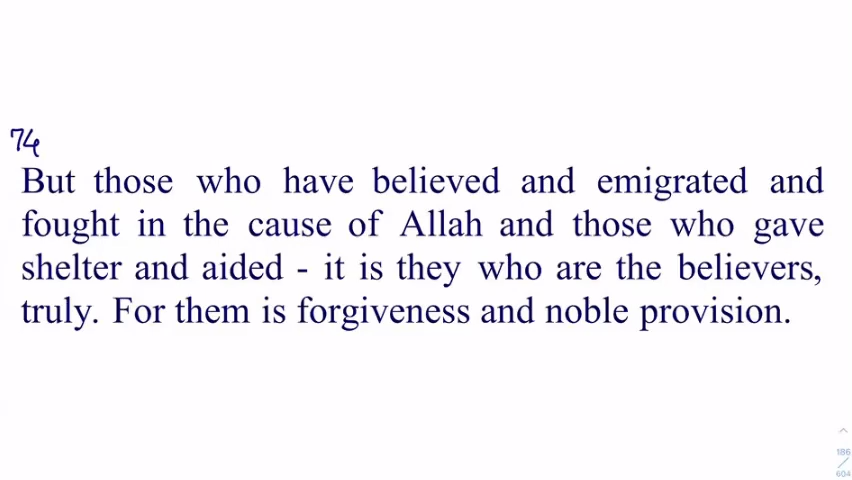 74
But those who have believed and emigrated and
fought in the cause of Allah and those who gave
shelter and aided - it is they who are the believers,
truly. For them is forgiveness and noble provision.
186
604